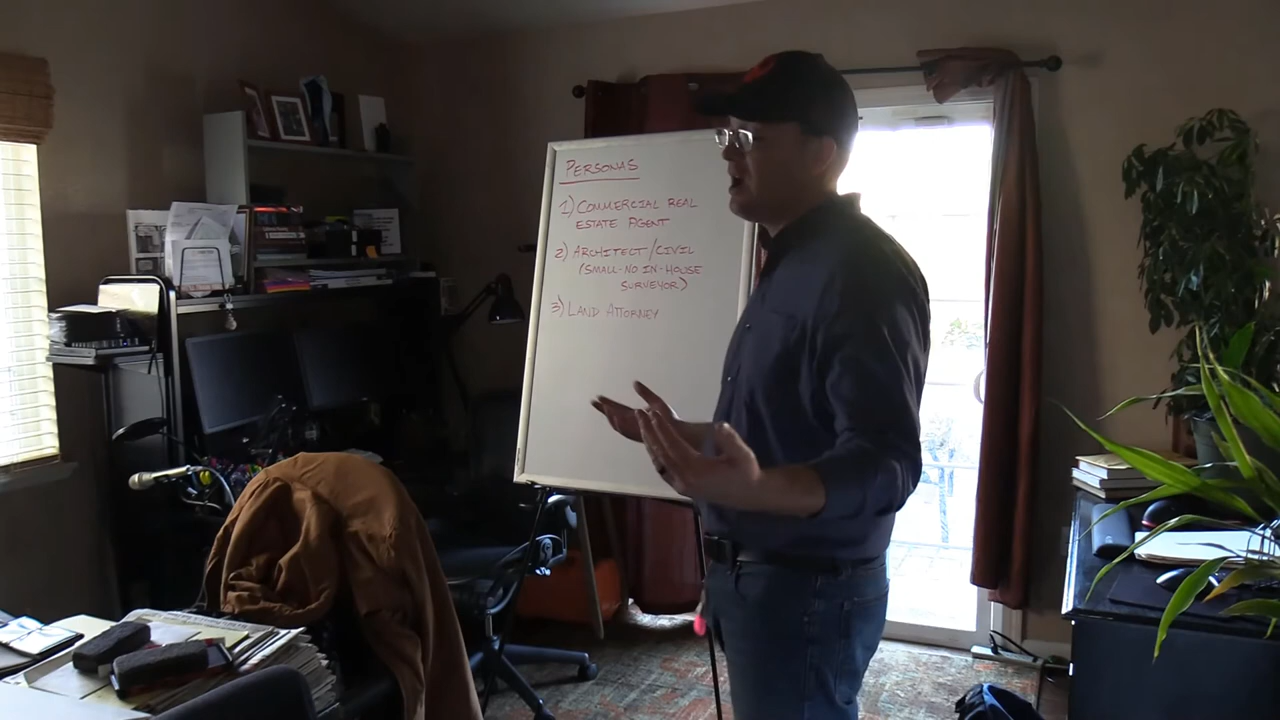 PERSONAS
1) COMMERCIAL REAL
ESTATE AGENT
2) ARCHITECT/CIVIL
(SMALL-NO IN-HOUSE
SURVEYOR)
3) LAND ATTORNEY